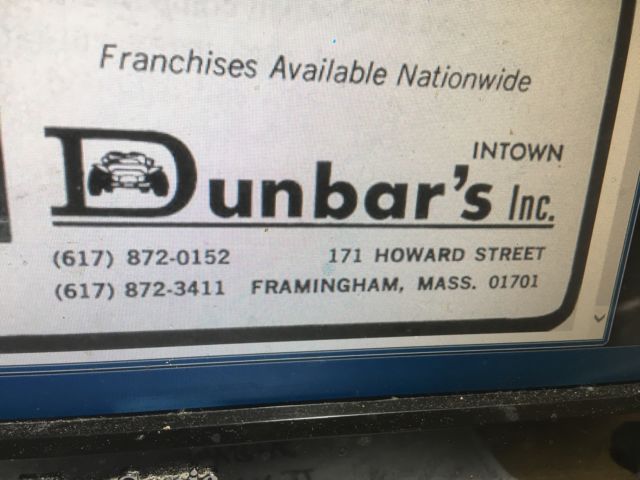 Franchises Available Nationwide
INTOWN
Dunbar's Inc.
(617) 872-0152 171 HOWARD STREET
(617) 872-3411 FRAMINGHAM, MASS. 01701